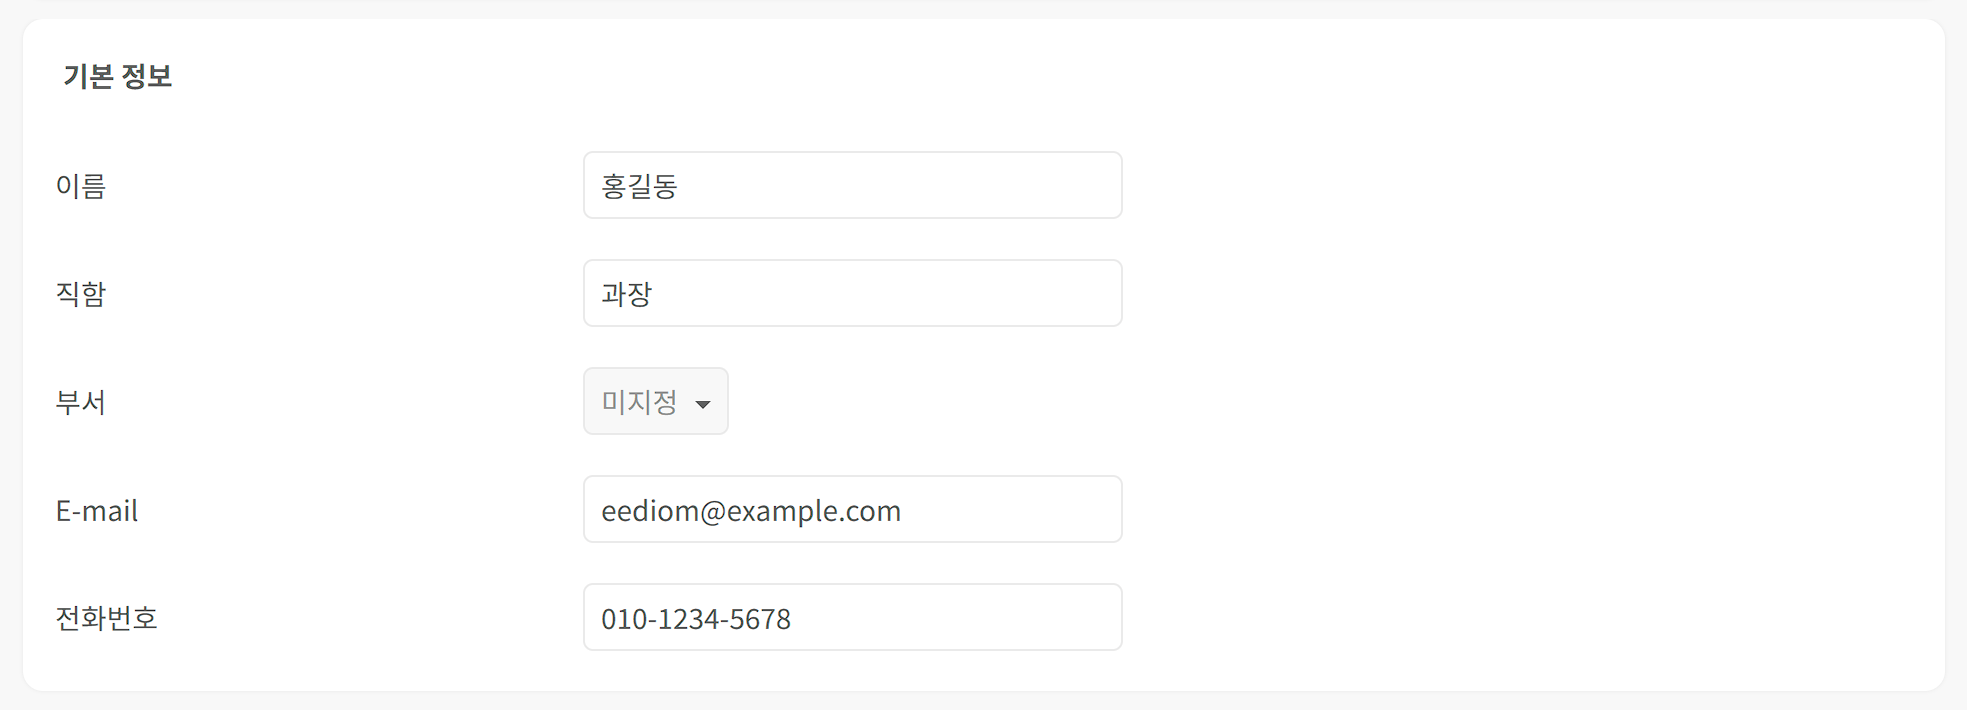 기본 정보
이름
홍길동
직함
과장
부서
미지정
E-mail
eediom@example.com
전화번호
010-1234-5678